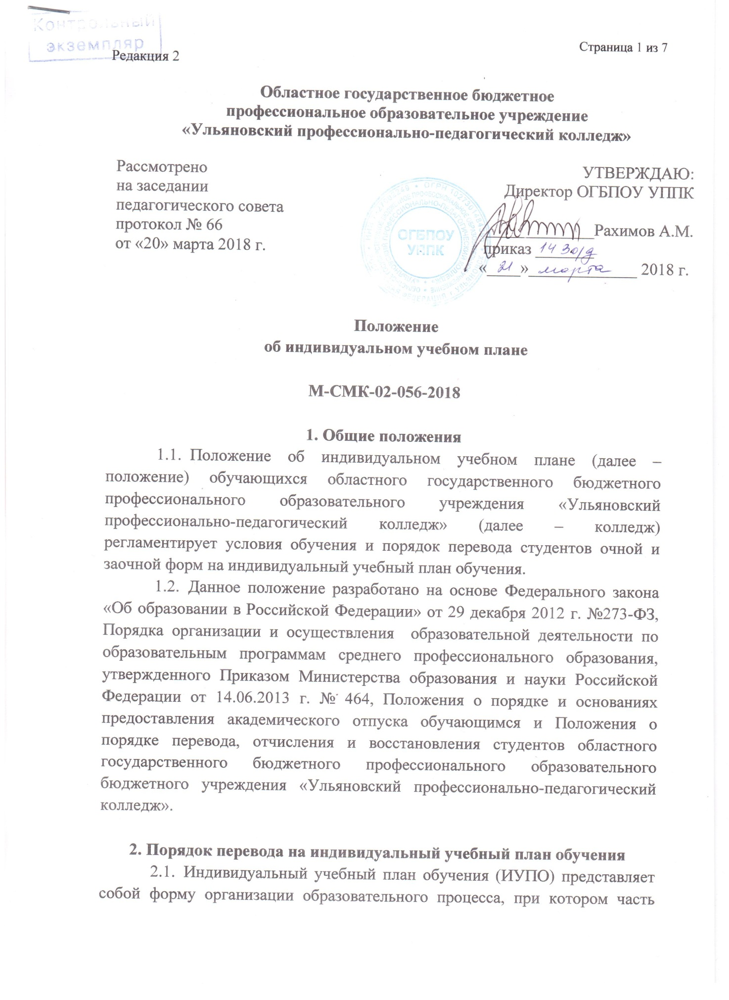 Контрольный
экземпляр
Редакция 2
Страница 1 из 7
Областное государственное бюджетное
профессиональное образовательное учреждение
«Ульяновский профессионально-педагогический колледж»
Рассмотрено
на заседании
педагогического совета
протокол № 66
от «20» марта 2018 г.
УТВЕРЖДАЮ:
Директор ОГБПОУ УППК
Рахимов А.М.
приказ
«21» марта 2018 г.
ОГБПОУ
УППК
Положение
об индивидуальном учебном плане
М-СМК-02-056-2018
1. Общие положения
1.1. Положение об индивидуальном учебном плане (далее –
положение) обучающихся областного государственного бюджетного
профессионального образовательного учреждения «Ульяновский
профессионально-педагогический колледж» (далее – колледж)
регламентирует условия обучения и порядок перевода студентов очной и
заочной форм на индивидуальный учебный план обучения.
1.2. Данное положение разработано на основе Федерального закона
«Об образовании в Российской Федерации» от 29 декабря 2012 г. №273-ФЗ,
Порядка организации и осуществления образовательной деятельности по
образовательным программам среднего профессионального образования,
утвержденного Приказом Министерства образования и науки Российской
Федерации от 14.06.2013 г. № 464, Положения о порядке и основаниях
предоставления академического отпуска обучающимся и Положения о
порядке перевода, отчисления и восстановления студентов областного
государственного бюджетного профессионального образовательного
бюджетного учреждения «Ульяновский профессионально-педагогический
колледж».
2. Порядок перевода на индивидуальный учебный план обучения
2.1. Индивидуальный учебный план обучения (ИУПО) представляет
собой форму организации образовательного процесса, при котором часть